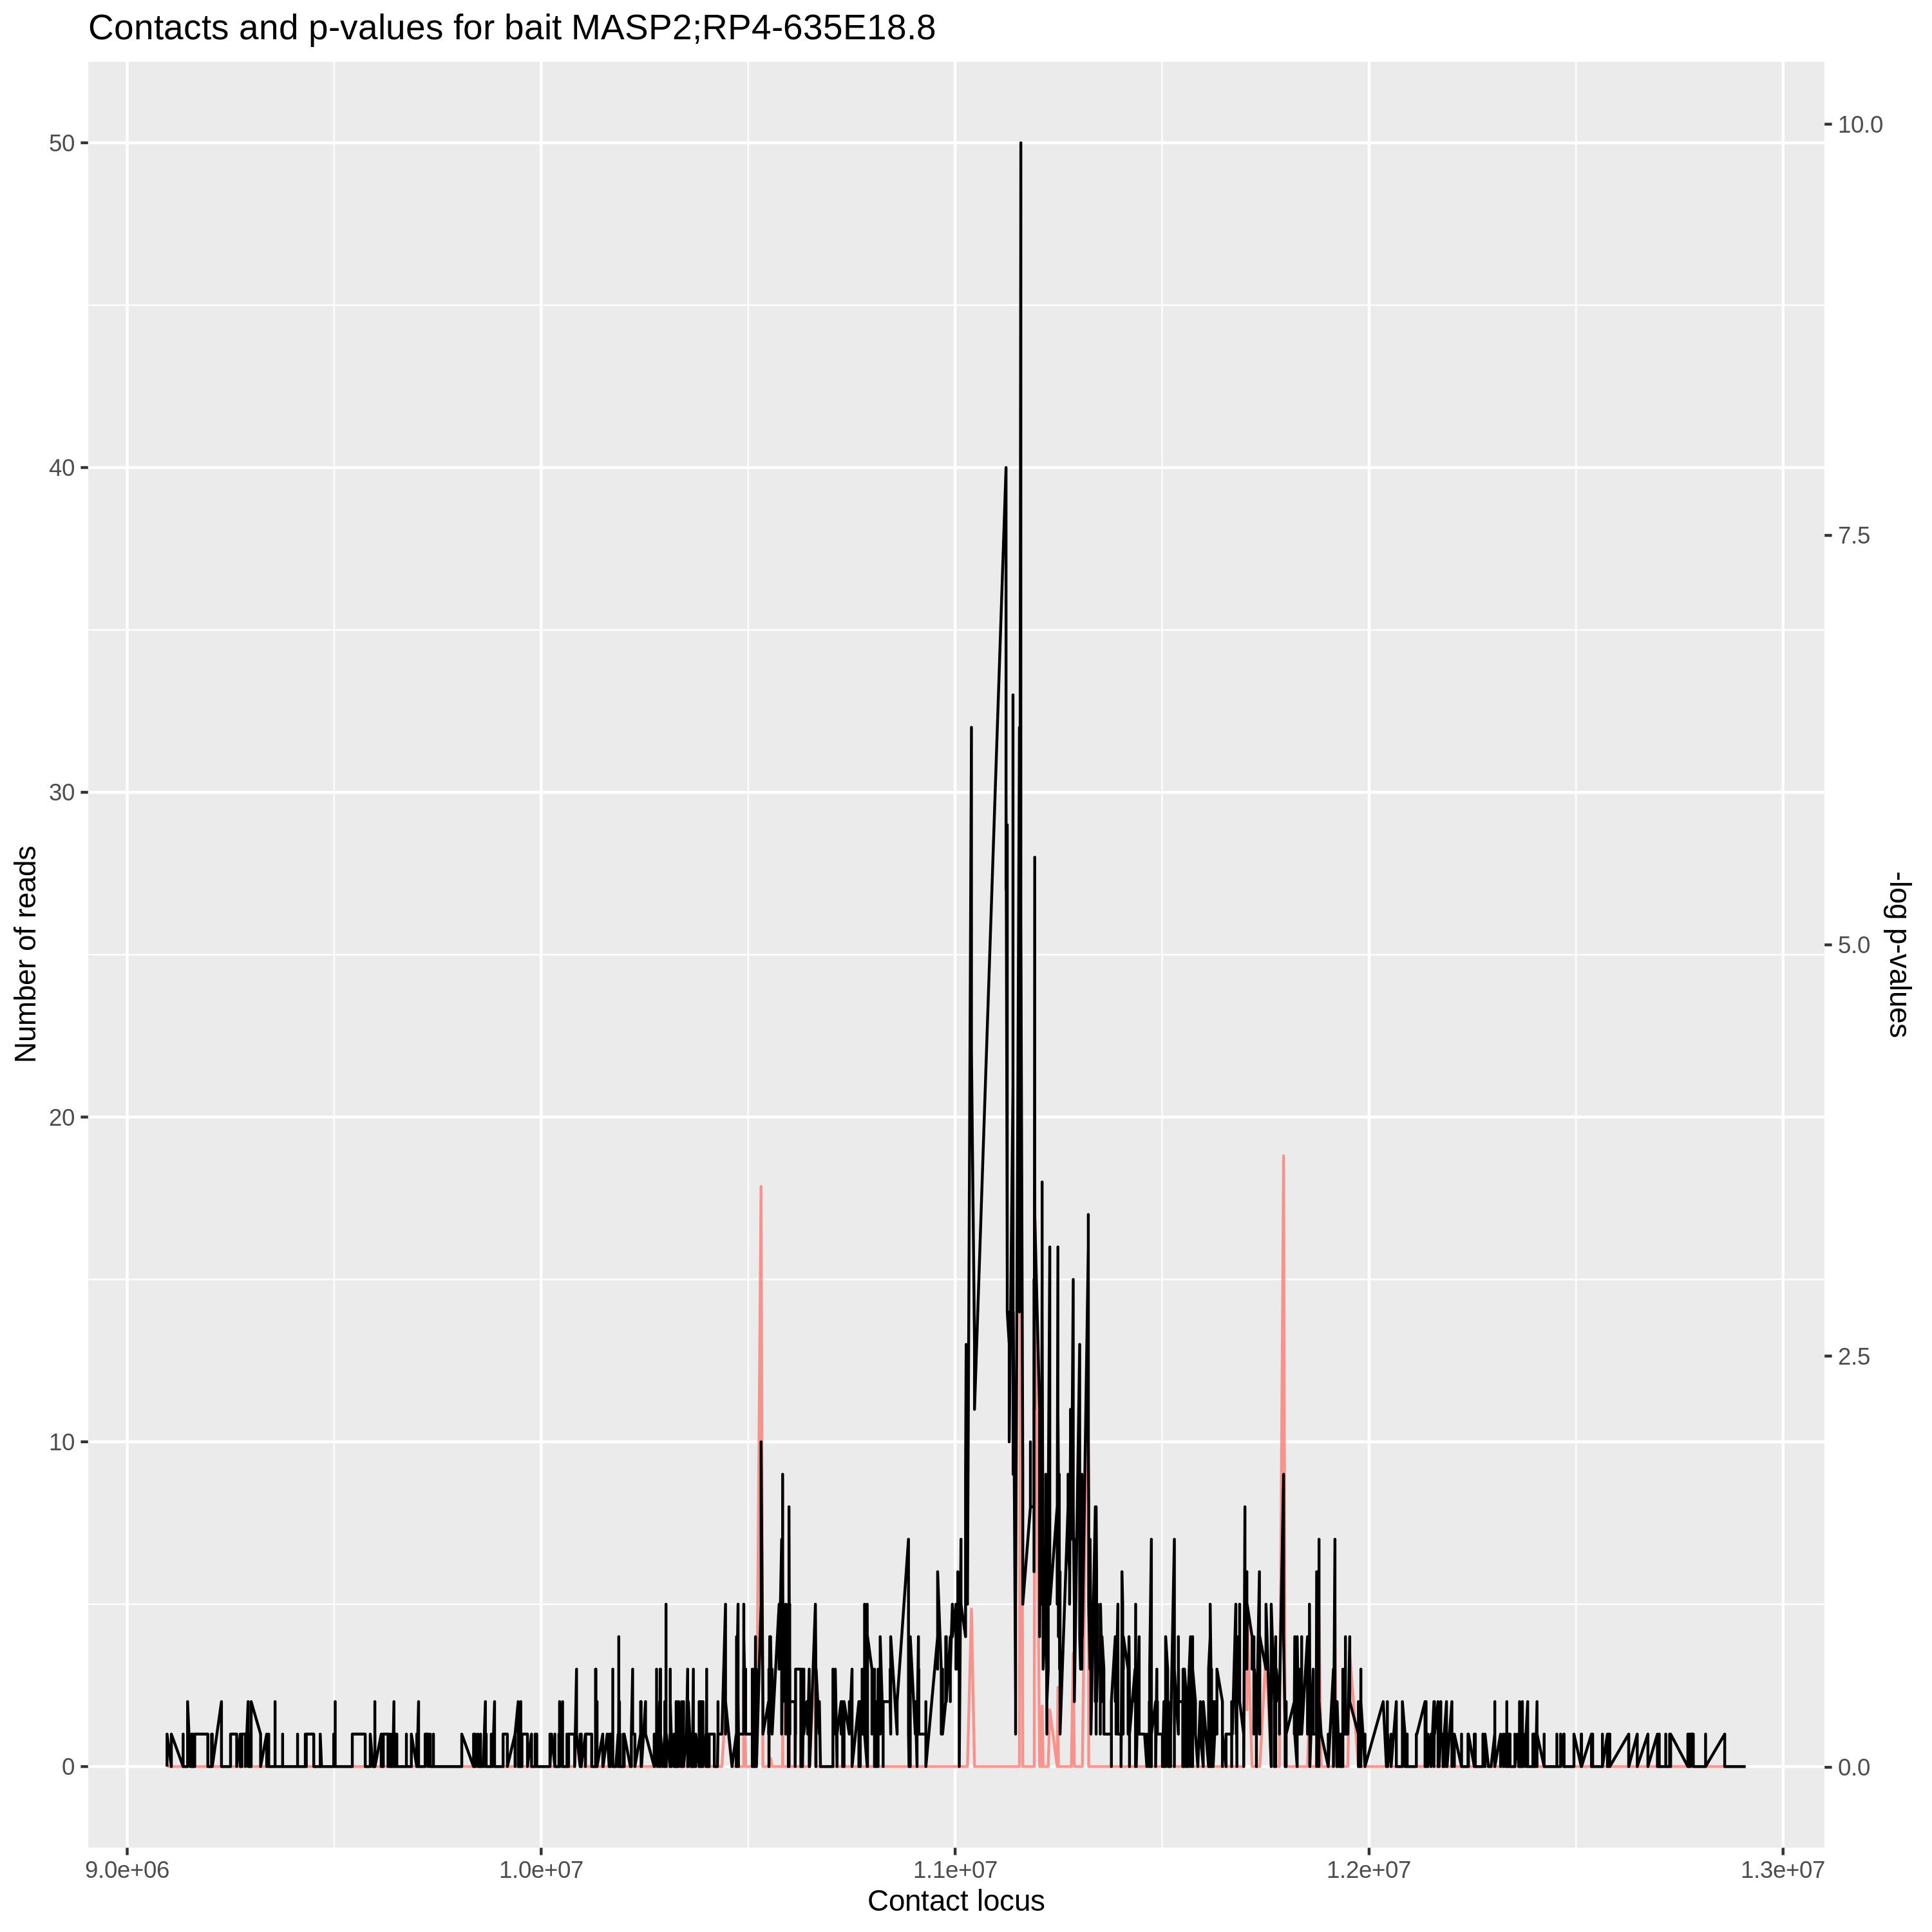 Contacts and p-values for bait MASP2;RP4-635E18.8
50
40
30
20
10
0
Number of reads
10.0
7.5
5.0
2.5
0.0
-log p-values
9.0e+06
1.0e+07
1.1e+07
1.2e+07
1.3e+07
Contact locus